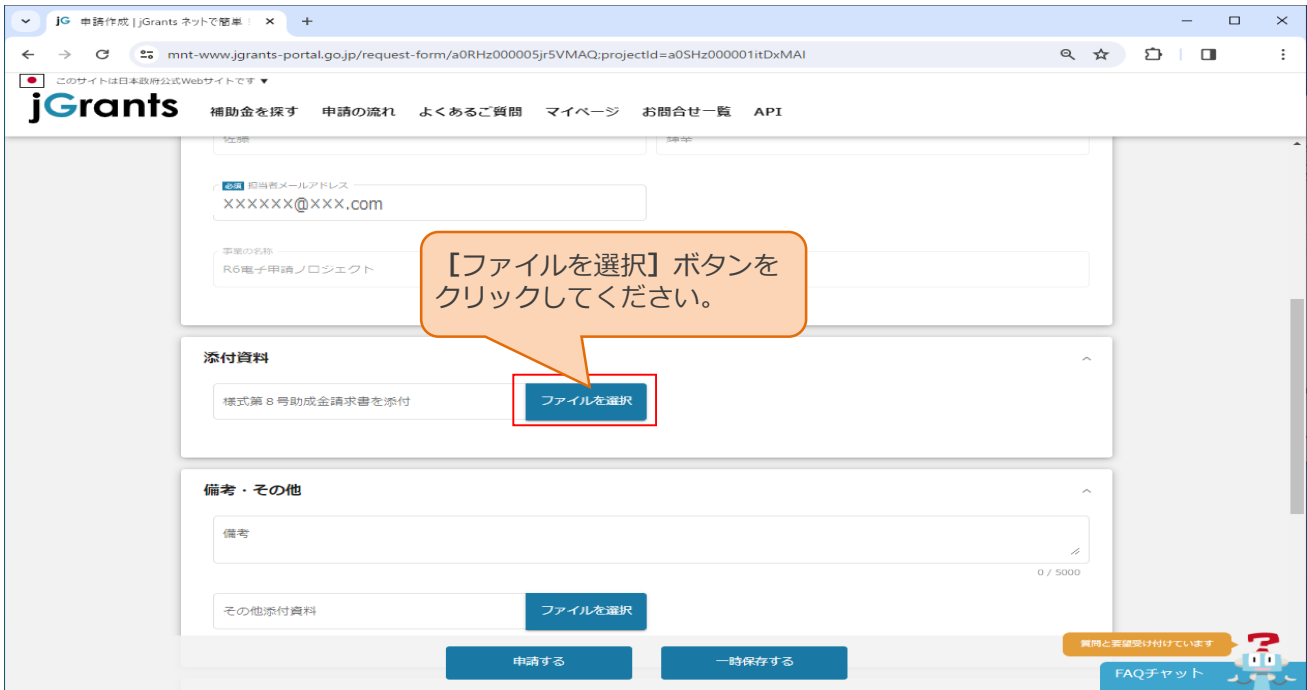 jG 申請作成 | jGrants ネットで簡単
mnt-www.jgrants-portal.go.jp/request-form/a0RHz000005jr5VMAQ;projectId=a0SHz000001itDxMAI
このサイトは日本政府公式Webサイトです ▼
jGrants 補助金を探す 申請の流れ よくあるご質問 マイページ お問合せ一覧 API
佐藤
必須 担当者メールアドレス
××××××@×××.com
事業の名称
R6電子申請プロジェクト
【ファイルを選択】ボタンを
クリックしてください。
添付資料
様式第８号助成金請求書を添付 ファイルを選択
備考・その他
備考
0 / 5000
その他添付資料 ファイルを選択
申請する 一時保存する
質問と要望受け付けています
FAQチャット